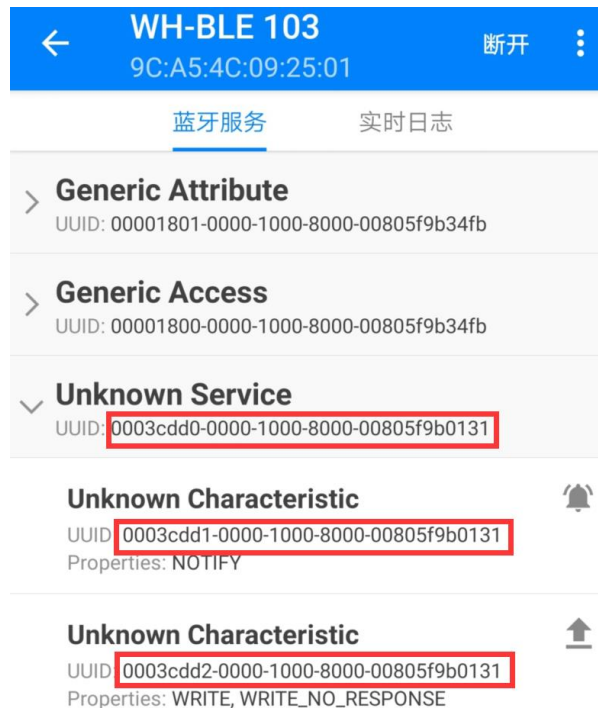 WH-BLE 103
9C:A5:4C:09:25:01
断开
蓝牙服务
实时日志
Generic Attribute
UUID: 00001801-0000-1000-8000-00805f9b34fb
Generic Access
UUID: 00001800-0000-1000-8000-00805f9b34fb
Unknown Service
UUID: 0003cdd0-0000-1000-8000-00805f9b0131
Unknown Characteristic
UUID: 0003cdd1-0000-1000-8000-00805f9b0131
Properties: NOTIFY
Unknown Characteristic
UUID: 0003cdd2-0000-1000-8000-00805f9b0131
Properties: WRITE, WRITE_NO_RESPONSE